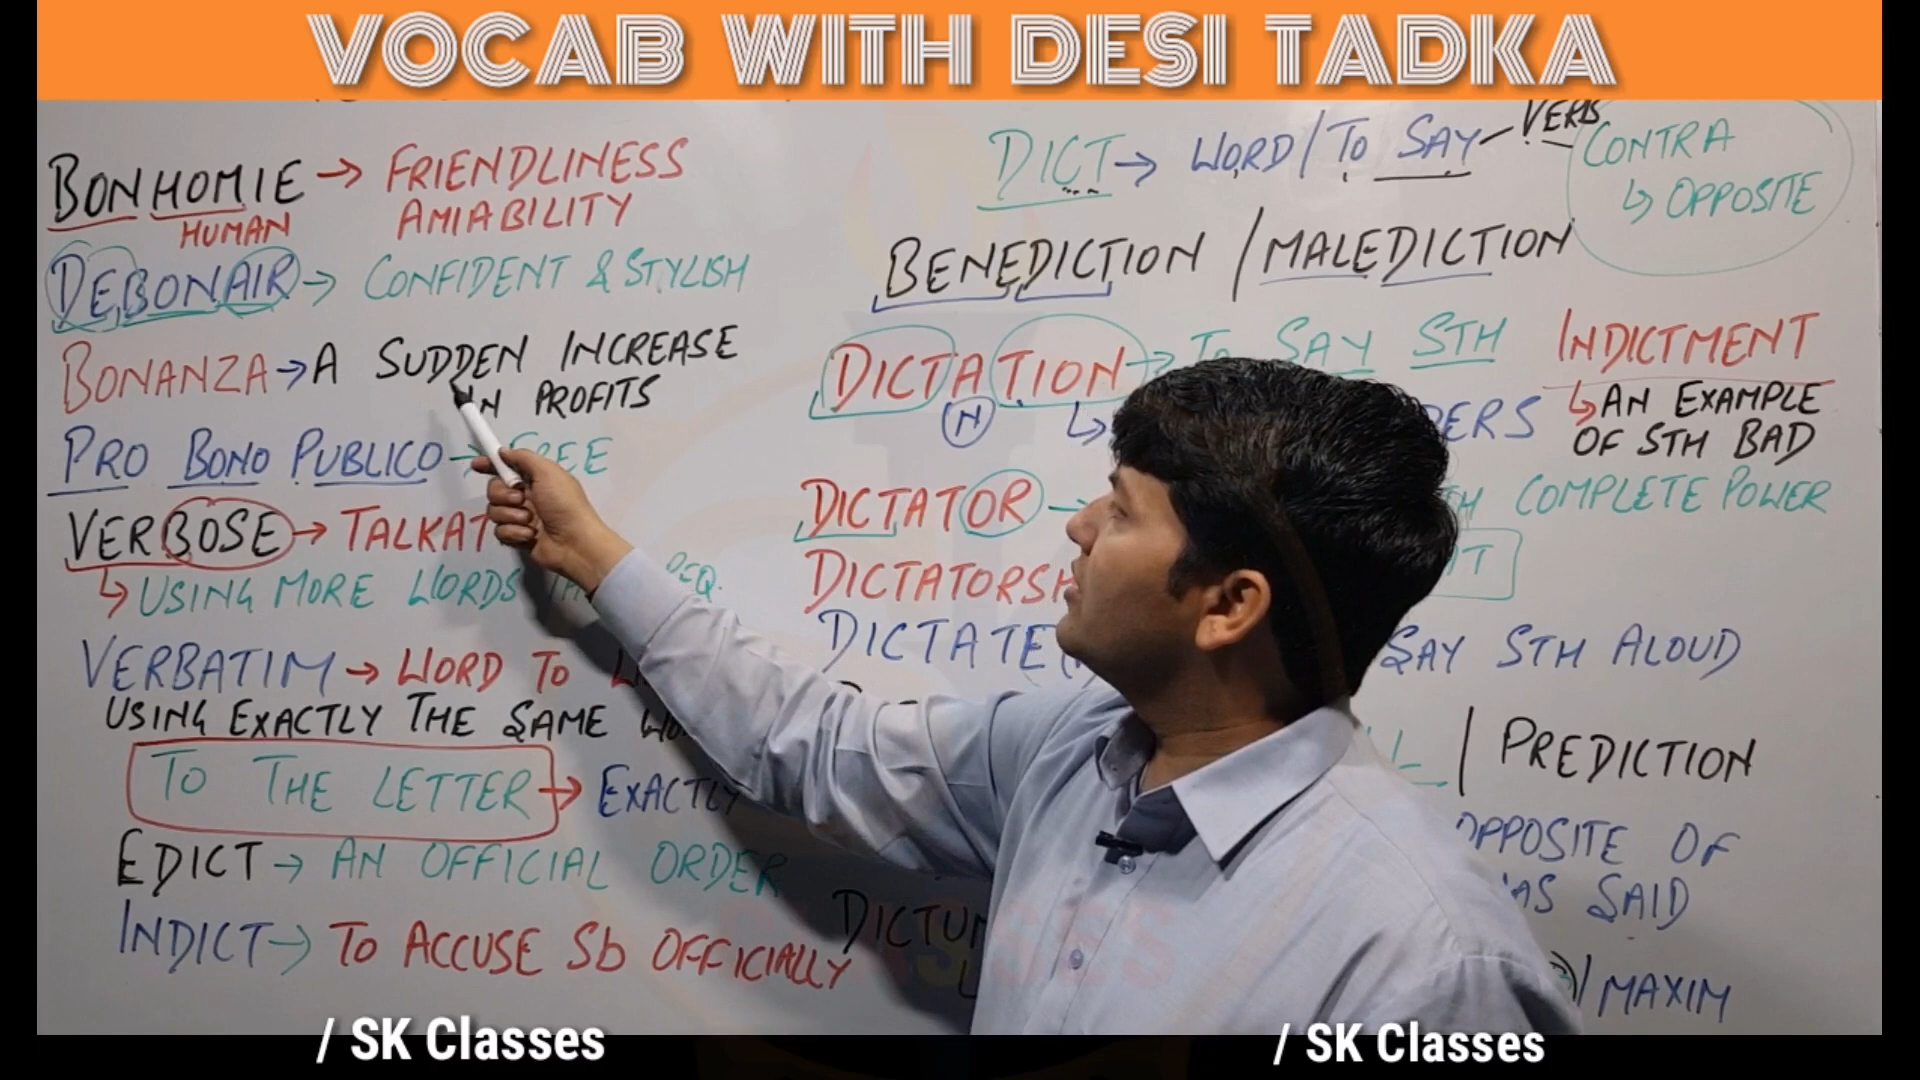 VOCAB WITH DESI TADKA
BONHOMIE → FRIENDLINESS
HUMAN AMIABILITY
DEBONAIR → CONFIDENT & STYLISH
BONANZA → A SUDDEN INCREASE
IN PROFITS
PRO BONO PUBLICO → FREE
VERBOSE →
↳ USING MORE WORDS
VERBATIM → WORD TO
USING EXACTLY THE SAME
TO THE LETTER → EXACTLY
EDICT → AN OFFICIAL ORDER
INDICT → TO ACCUSE Sb OFFICIALLY
DICT → WORD / TO SAY – VERB
CONTRA
↳ OPPOSITE
BENEDICTION / MALEDICTION
DICTATION → TO SAY STH
N
INDICTMENT
↳ AN EXAMPLE
OF STH BAD
DICTATOR → COMPLETE POWER
DICTATE SAY STH ALOUD
/ PREDICTION
OPPOSITE OF
SAID
/ MAXIM
/ SK Classes
/ SK Classes